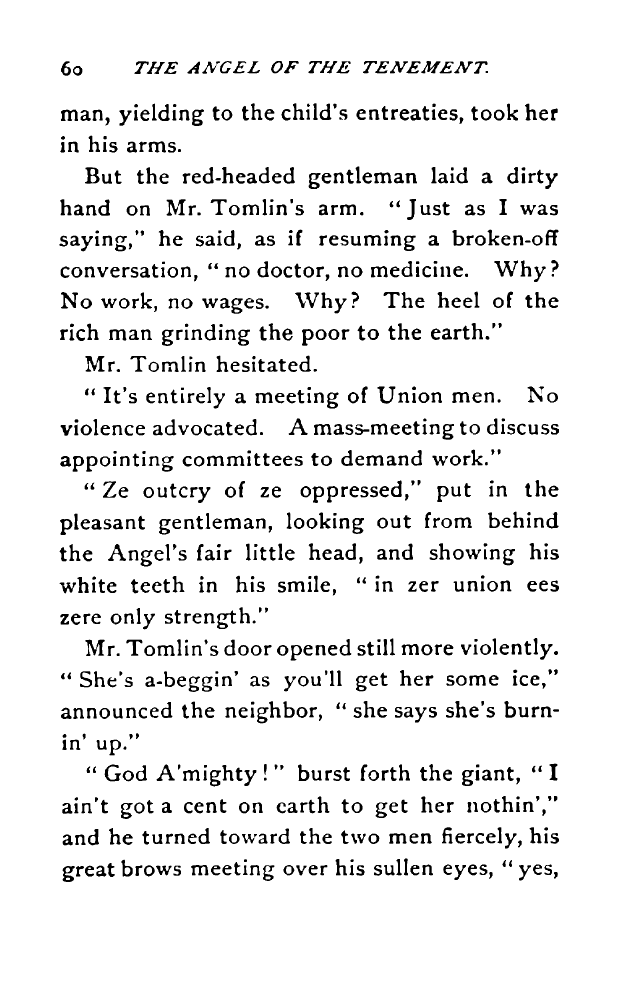 60 THE ANGEL OF THE TENEMENT.
man, yielding to the child's entreaties, took her
in his arms.
But the red-headed gentleman laid a dirty
hand on Mr. Tomlin's arm. "Just as I was
saying," he said, as if resuming a broken-off
conversation, "no doctor, no medicine. Why?
No work, no wages. Why? The heel of the
rich man grinding the poor to the earth."
Mr. Tomlin hesitated.
"It's entirely a meeting of Union men. No
violence advocated. A mass-meeting to discuss
appointing committees to demand work."
"Ze outcry of ze oppressed," put in the
pleasant gentleman, looking out from behind
the Angel's fair little head, and showing his
white teeth in his smile, "in zer union ees
zere only strength."
Mr. Tomlin's door opened still more violently.
"She's a-beggin' as you'll get her some ice,"
announced the neighbor, "she says she's burn-
in' up."
"God A'mighty!" burst forth the giant, "I
ain't got a cent on earth to get her nothin',"
and he turned toward the two men fiercely, his
great brows meeting over his sullen eyes, "yes,